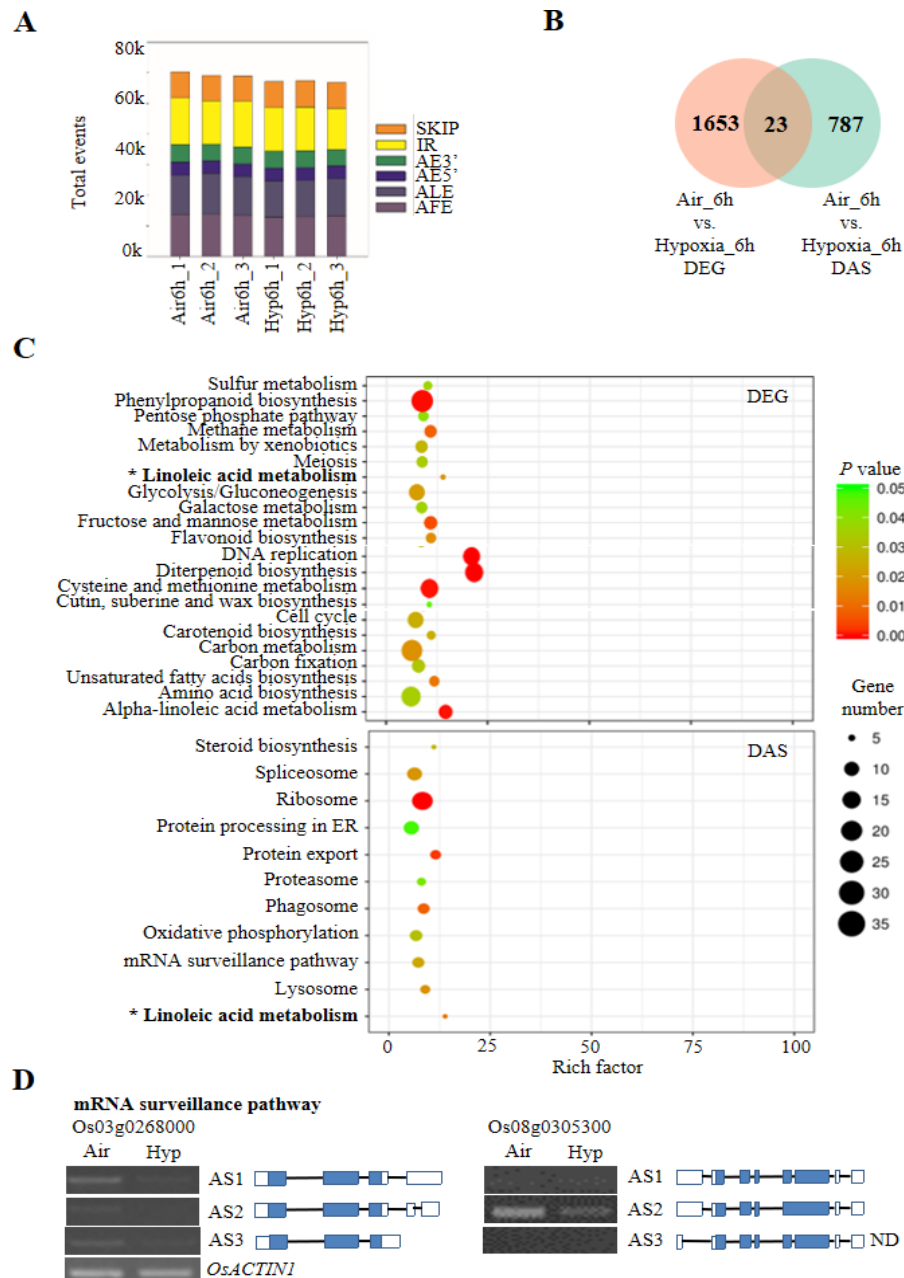 A
80k
60k
40k
20k
0k
Total events
Air6h_1
Air6h_2
Air6h_3
Hyp6h_1
Hyp6h_2
Hyp6h_3
SKIP
IR
AE3’
AE5’
ALE
AFE
B
1653
23
787
Air_6h
vs.
Hypoxia_6h
DEG
Air_6h
vs.
Hypoxia_6h
DAS
C
DEG
Sulfur metabolism
Phenylpropanoid biosynthesis
Pentose phosphate pathway
Methane metabolism
Metabolism by xenobiotics
Meiosis
* Linoleic acid metabolism
Glycolysis/Gluconeogenesis
Galactose metabolism
Fructose and mannose metabolism
Flavonoid biosynthesis
DNA replication
Diterpenoid biosynthesis
Cysteine and methionine metabolism
Cutin, suberine and wax biosynthesis
Cell cycle
Carotenoid biosynthesis
Carbon metabolism
Carbon fixation
Unsaturated fatty acids biosynthesis
Amino acid biosynthesis
Alpha-linoleic acid metabolism
DAS
Steroid biosynthesis
Spliceosome
Ribosome
Protein processing in ER
Protein export
Proteasome
Phagosome
Oxidative phosphorylation
mRNA surveillance pathway
Lysosome
* Linoleic acid metabolism
0 25 50 75 100
Rich factor
P value
0.05
0.04
0.03
0.02
0.01
0.00
Gene
number
5
10
15
20
25
30
35
D
mRNA surveillance pathway
Os03g0268000
Air Hyp
AS1
AS2
AS3
OsACTIN1
Os08g0305300
Air Hyp
AS1
AS2
AS3
ND